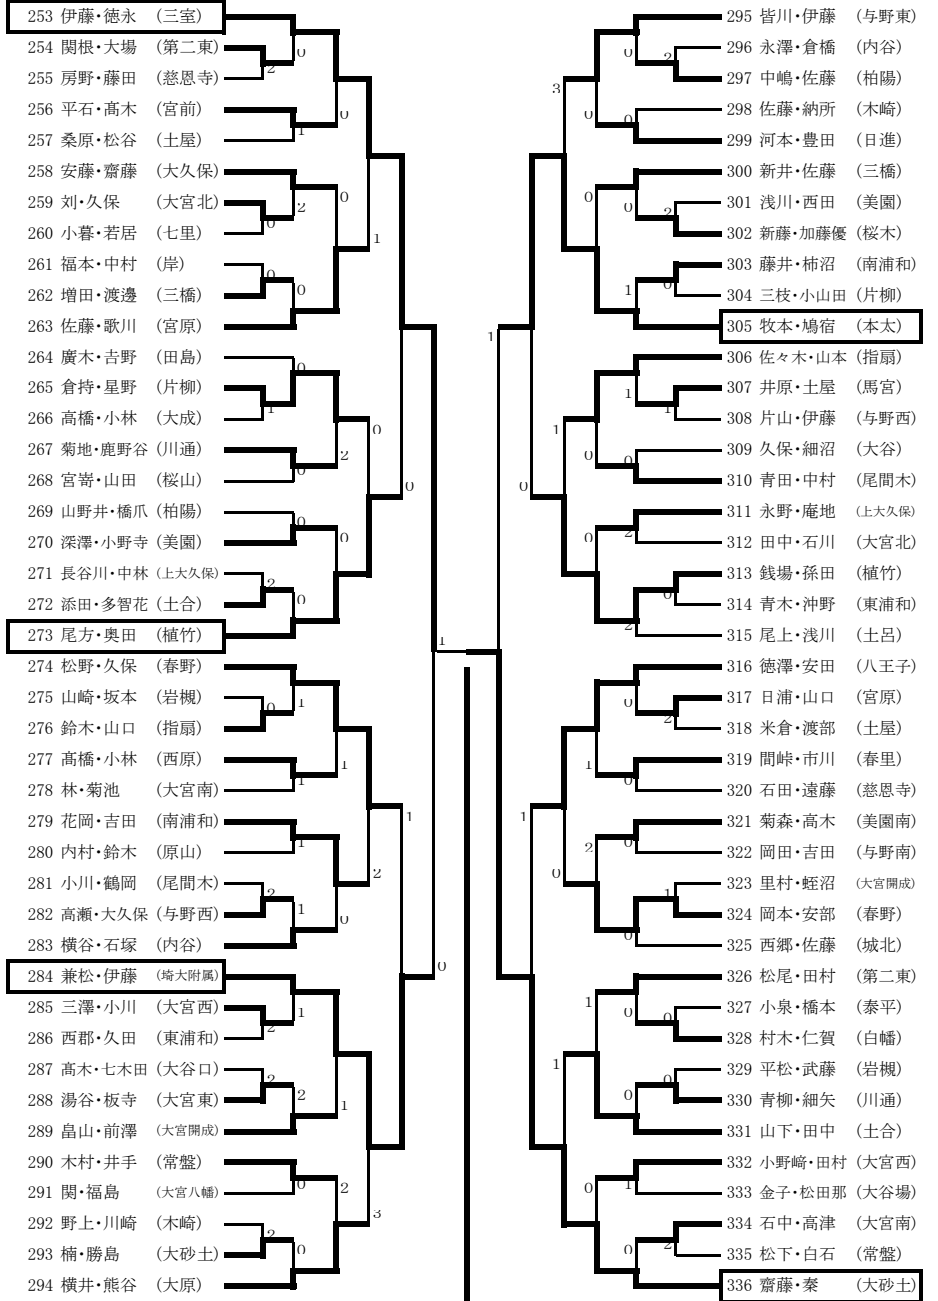 253 伊藤・徳永 (三室)
254 関根・大場 (第二東)
255 房野・藤田 (慈恩寺)
256 平石・髙木 (宮前)
257 桑原・松谷 (土屋)
258 安藤・齋藤 (大久保)
259 刘・久保 (大宮北)
260 小暮・若居 (七里)
261 福本・中村 (岸)
262 増田・渡邊 (三橋)
263 佐藤・歌川 (宮原)
264 廣木・𠮷野 (田島)
265 倉持・星野 (片柳)
266 高橋・小林 (大成)
267 菊地・鹿野谷 (川通)
268 宮嵜・山田 (桜山)
269 山野井・橋爪 (柏陽)
270 深澤・小野寺 (美園)
271 長谷川・中林 (上大久保)
272 添田・多智花 (土合)
273 尾方・奥田 (植竹)
274 松野・久保 (春野)
275 山崎・坂本 (岩槻)
276 鈴木・山口 (指扇)
277 髙橋・小林 (西原)
278 林・菊池 (大宮南)
279 花岡・吉田 (南浦和)
280 内村・鈴木 (原山)
281 小川・鶴岡 (尾間木)
282 高瀬・大久保 (与野西)
283 横谷・石塚 (内谷)
284 兼松・伊藤 (埼大附属)
285 三澤・小川 (大宮西)
286 西郡・久田 (東浦和)
287 髙木・七木田 (大谷口)
288 湯谷・板寺 (大宮東)
289 畠山・前澤 (大宮開成)
290 木村・井手 (常盤)
291 関・福島 (大宮八幡)
292 野上・川崎 (木崎)
293 楠・勝島 (大砂土)
294 横井・熊谷 (大原)
295 皆川・伊藤 (与野東)
296 永澤・倉橋 (内谷)
297 中嶋・佐藤 (柏陽)
298 佐藤・納所 (木崎)
299 河本・豊田 (日進)
300 新井・佐藤 (三橋)
301 浅川・西田 (美園)
302 新藤・加藤優 (桜木)
303 藤井・柿沼 (南浦和)
304 三枝・小山田 (片柳)
305 牧本・鳩宿 (本太)
306 佐々木・山本 (指扇)
307 井原・土屋 (馬宮)
308 片山・伊藤 (与野西)
309 久保・細沼 (大谷)
310 青田・中村 (尾間木)
311 永野・庵地 (上大久保)
312 田中・石川 (大宮北)
313 銭場・孫田 (植竹)
314 青木・沖野 (東浦和)
315 尾上・浅川 (土呂)
316 徳澤・安田 (八王子)
317 日浦・山口 (宮原)
318 米倉・渡部 (土屋)
319 間峠・市川 (春里)
320 石田・遠藤 (慈恩寺)
321 菊森・高木 (美園南)
322 岡田・吉田 (与野南)
323 里村・蛭沼 (大宮開成)
324 岡本・安部 (春野)
325 西郷・佐藤 (城北)
326 松尾・田村 (第二東)
327 小泉・橋本 (泰平)
328 村木・仁賀 (白幡)
329 平松・武藤 (岩槻)
330 青柳・細矢 (川通)
331 山下・田中 (土合)
332 小野﨑・田村 (大宮西)
333 金子・松田那 (大谷場)
334 石中・高津 (大宮南)
335 松下・白石 (常盤)
336 齋藤・秦 (大砂土)